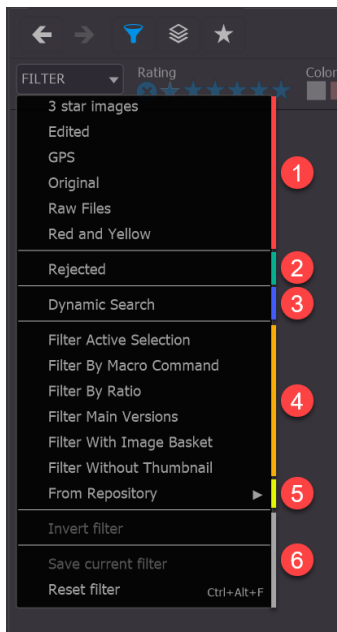 FILTER
Rating
Color
3 star images
Edited
GPS
Original
Raw Files
Red and Yellow
1
Rejected
2
Dynamic Search
3
Filter Active Selection
Filter By Macro Command
Filter By Ratio
Filter Main Versions
Filter With Image Basket
Filter Without Thumbnail
4
From Repository
5
Invert filter
Save current filter
Reset filter Ctrl+Alt+F
6